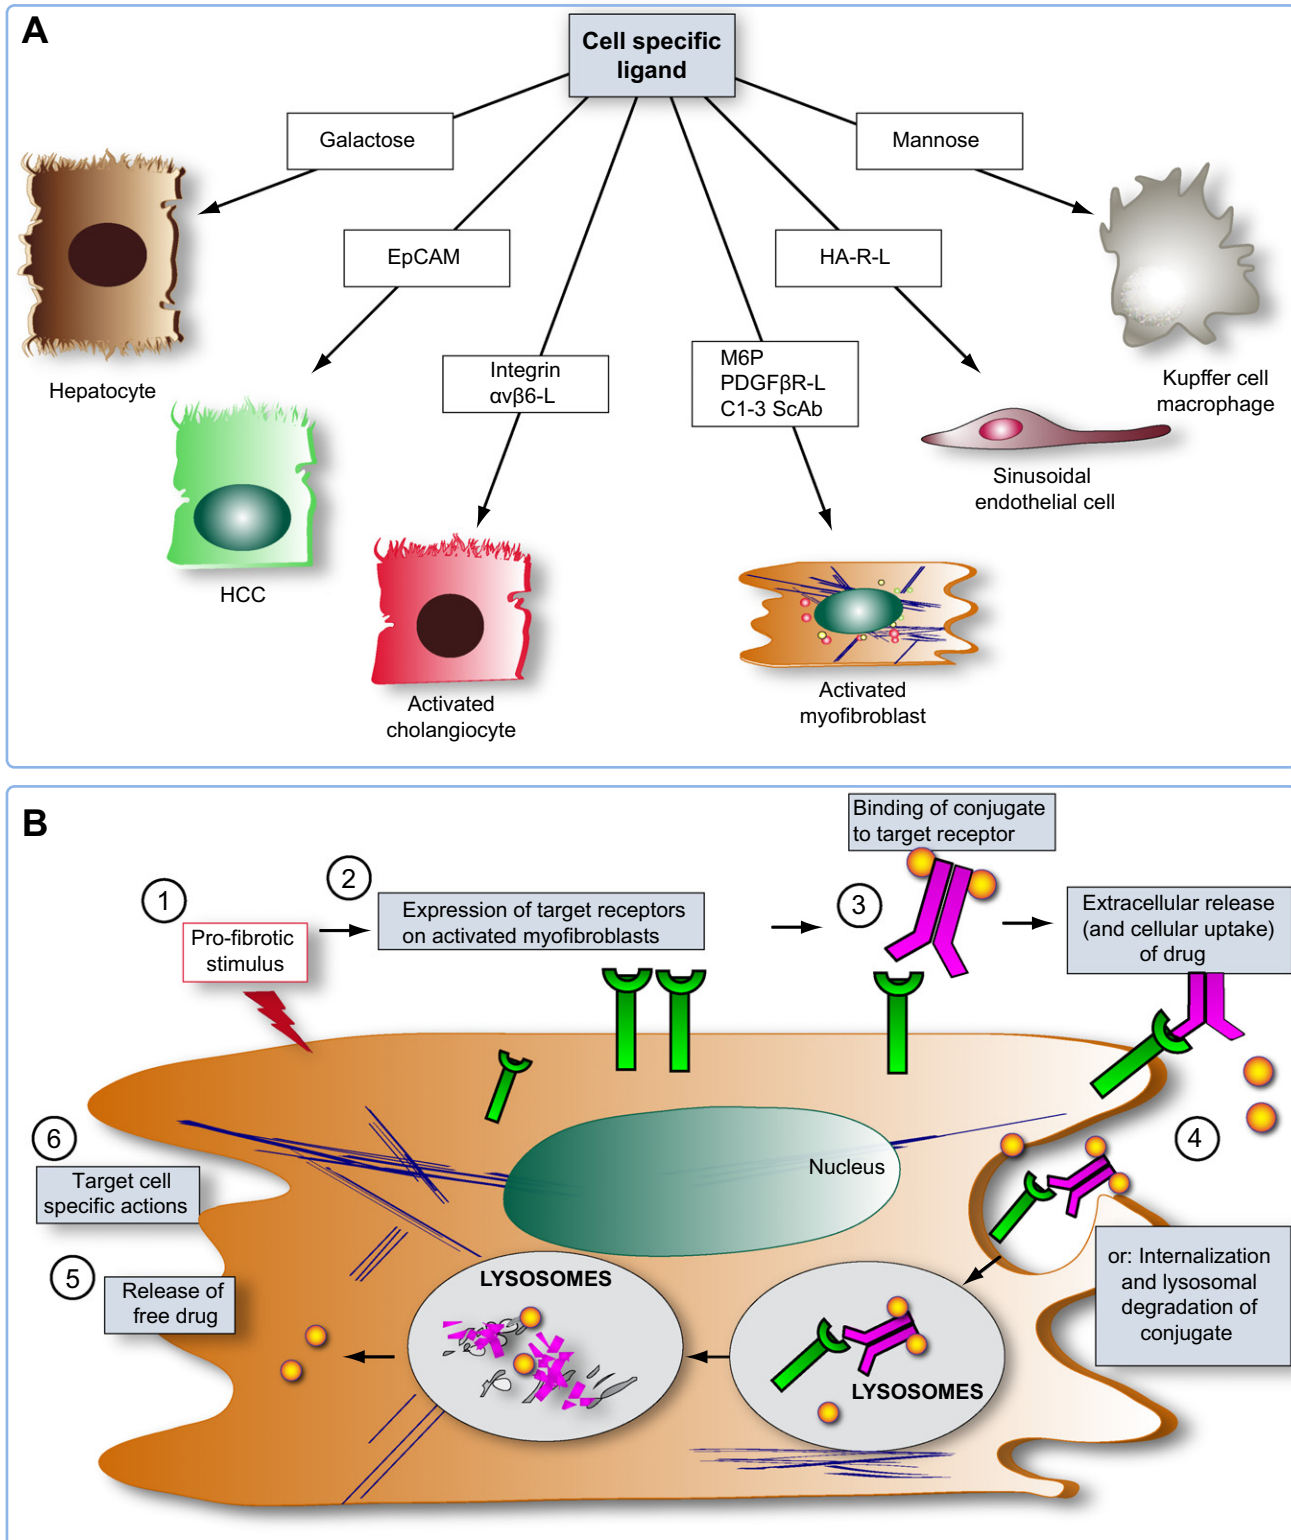 A
Cell specific
ligand
Galactose
Mannose
EpCAM
HA-R-L
Integrin
αvβ6-L
M6P
PDGFβR-L
C1-3 ScAb
Hepatocyte
Kupffer cell
macrophage
Sinusoidal
endothelial cell
HCC
Activated
cholangiocyte
Activated
myofibroblast
B
1
Pro-fibrotic
stimulus
2
Expression of target receptors
on activated myofibroblasts
3
Binding of conjugate
to target receptor
Extracellular release
(and cellular uptake)
of drug
4
or: Internalization
and lysosomal
degradation of
conjugate
Nucleus
LYSOSOMES
LYSOSOMES
5
Release of
free drug
6
Target cell
specific actions